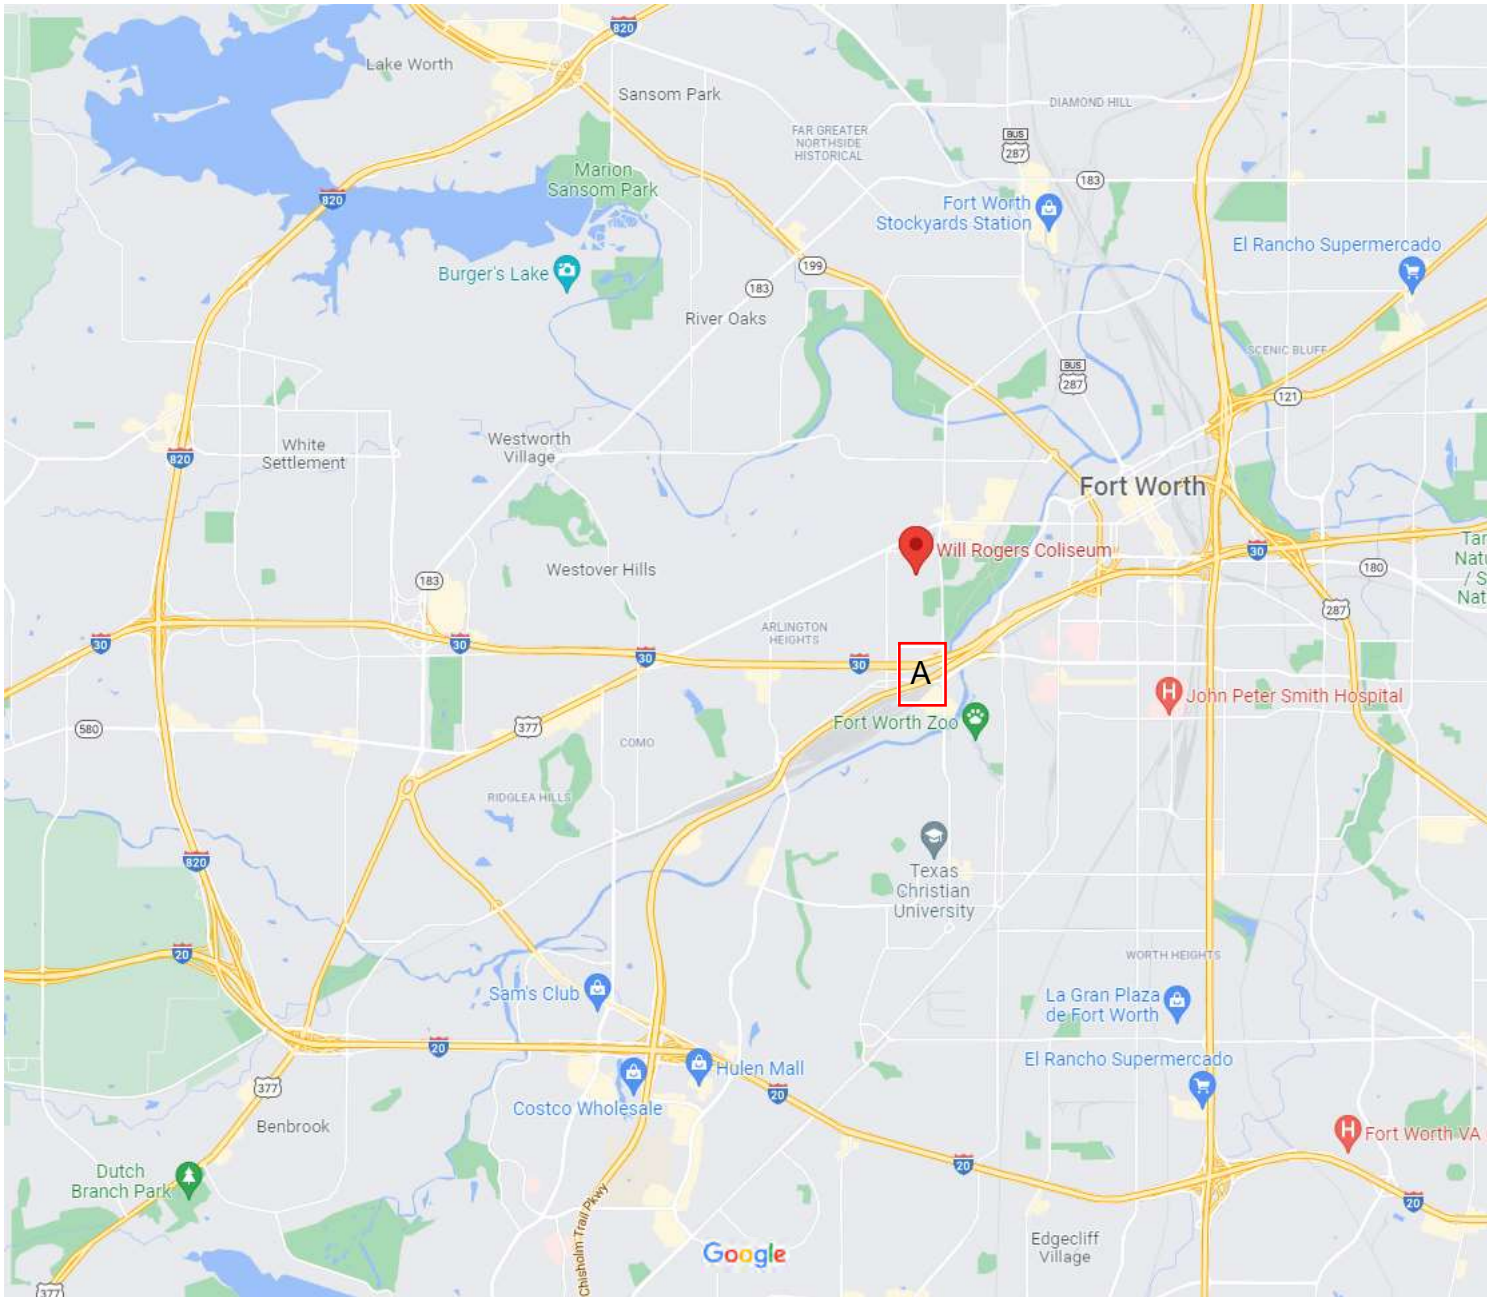 820
Lake Worth
Sansom Park
DIAMOND HILL
FAR GREATER
NORTHSIDE
HISTORICAL
BUS
287
Marion
Sansom Park
183
820
Fort Worth
Stockyards Station
El Rancho Supermercado
199
Burger's Lake
183
River Oaks
SCENIC BLUFF
BUS
287
121
White
Settlement
Westworth
Village
820
Fort Worth
Will Rogers Coliseum
30
Tar
Natu
/ S
Nat
180
Westover Hills
183
287
ARLINGTON
HEIGHTS
30
30
30
30
A
John Peter Smith Hospital
580
377
Fort Worth Zoo
COMO
RIDGLEA HILLS
820
Texas
Christian
University
20
WORTH HEIGHTS
Sam's Club
La Gran Plaza
de Fort Worth
20
Hulen Mall
El Rancho Supermercado
377
20
Costco Wholesale
Benbrook
Fort Worth VA
20
Dutch
Branch Park
20
Chisholm Trail Pkwy
Edgecliff
Village
Google
377